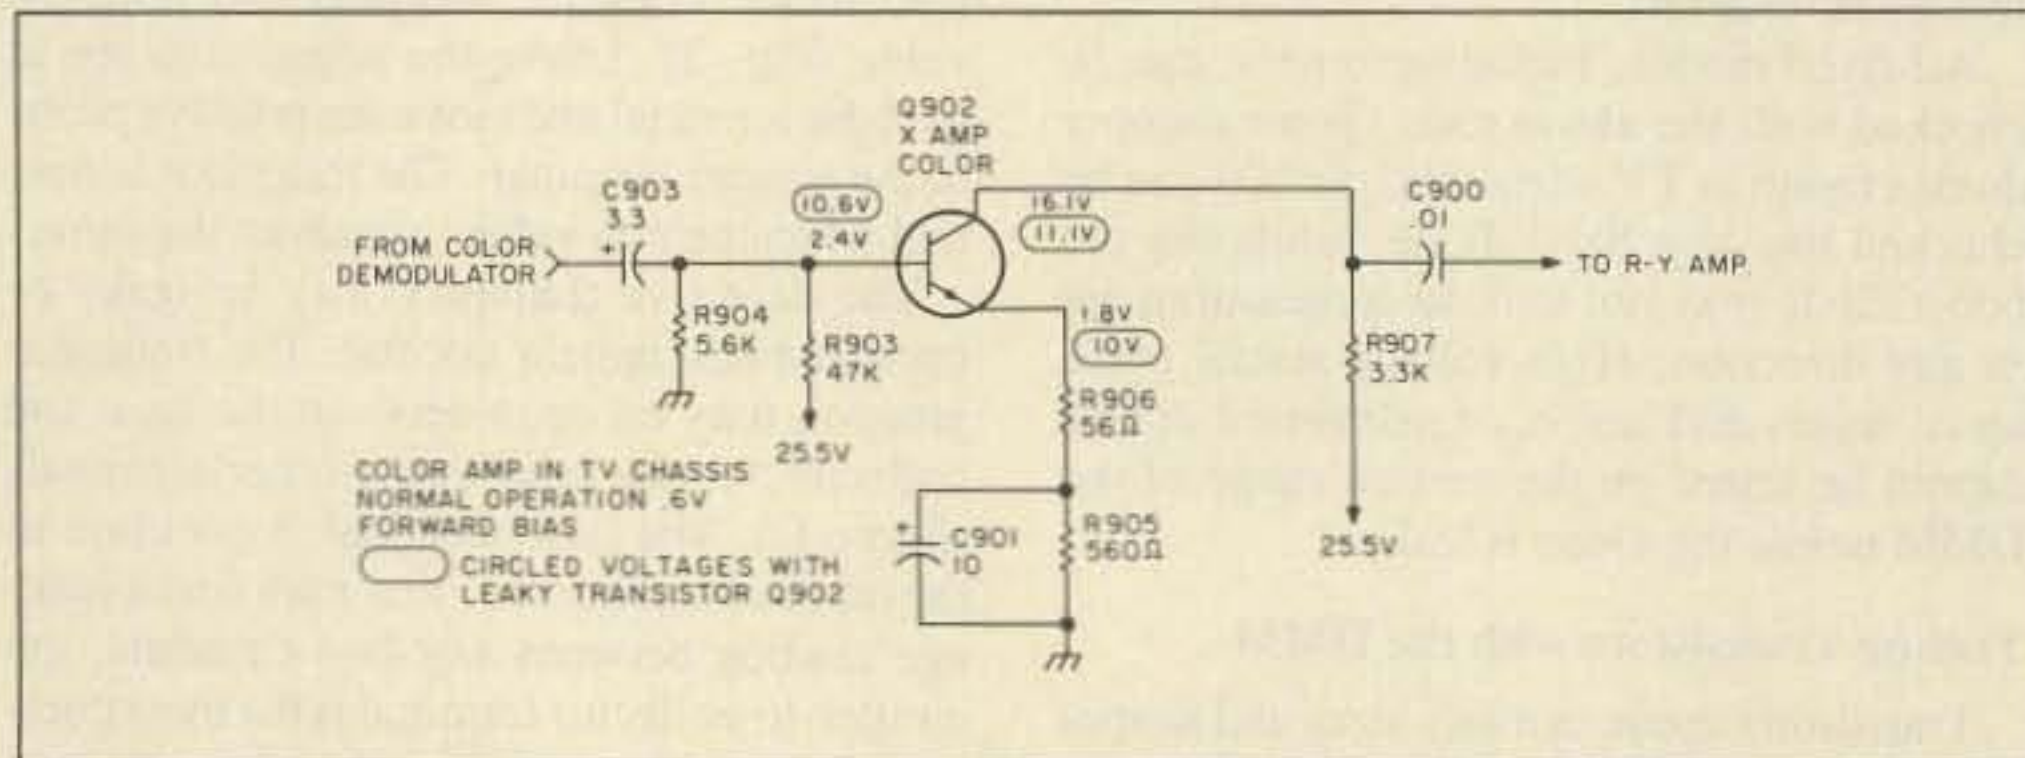 Q902
X AMP
COLOR
C903
3.3
+
10.6V
2.4V
16.1V
11.1V
C900
.01
FROM COLOR
DEMODULATOR
TO R-Y AMP.
R904
5.6K
R903
47K
1.8V
10V
R907
3.3K
R906
56Ω
25.5V
COLOR AMP IN TV CHASSIS
NORMAL OPERATION .6V
FORWARD BIAS
CIRCLED VOLTAGES WITH
LEAKY TRANSISTOR Q902
+
C901
10
R905
560Ω
25.5V